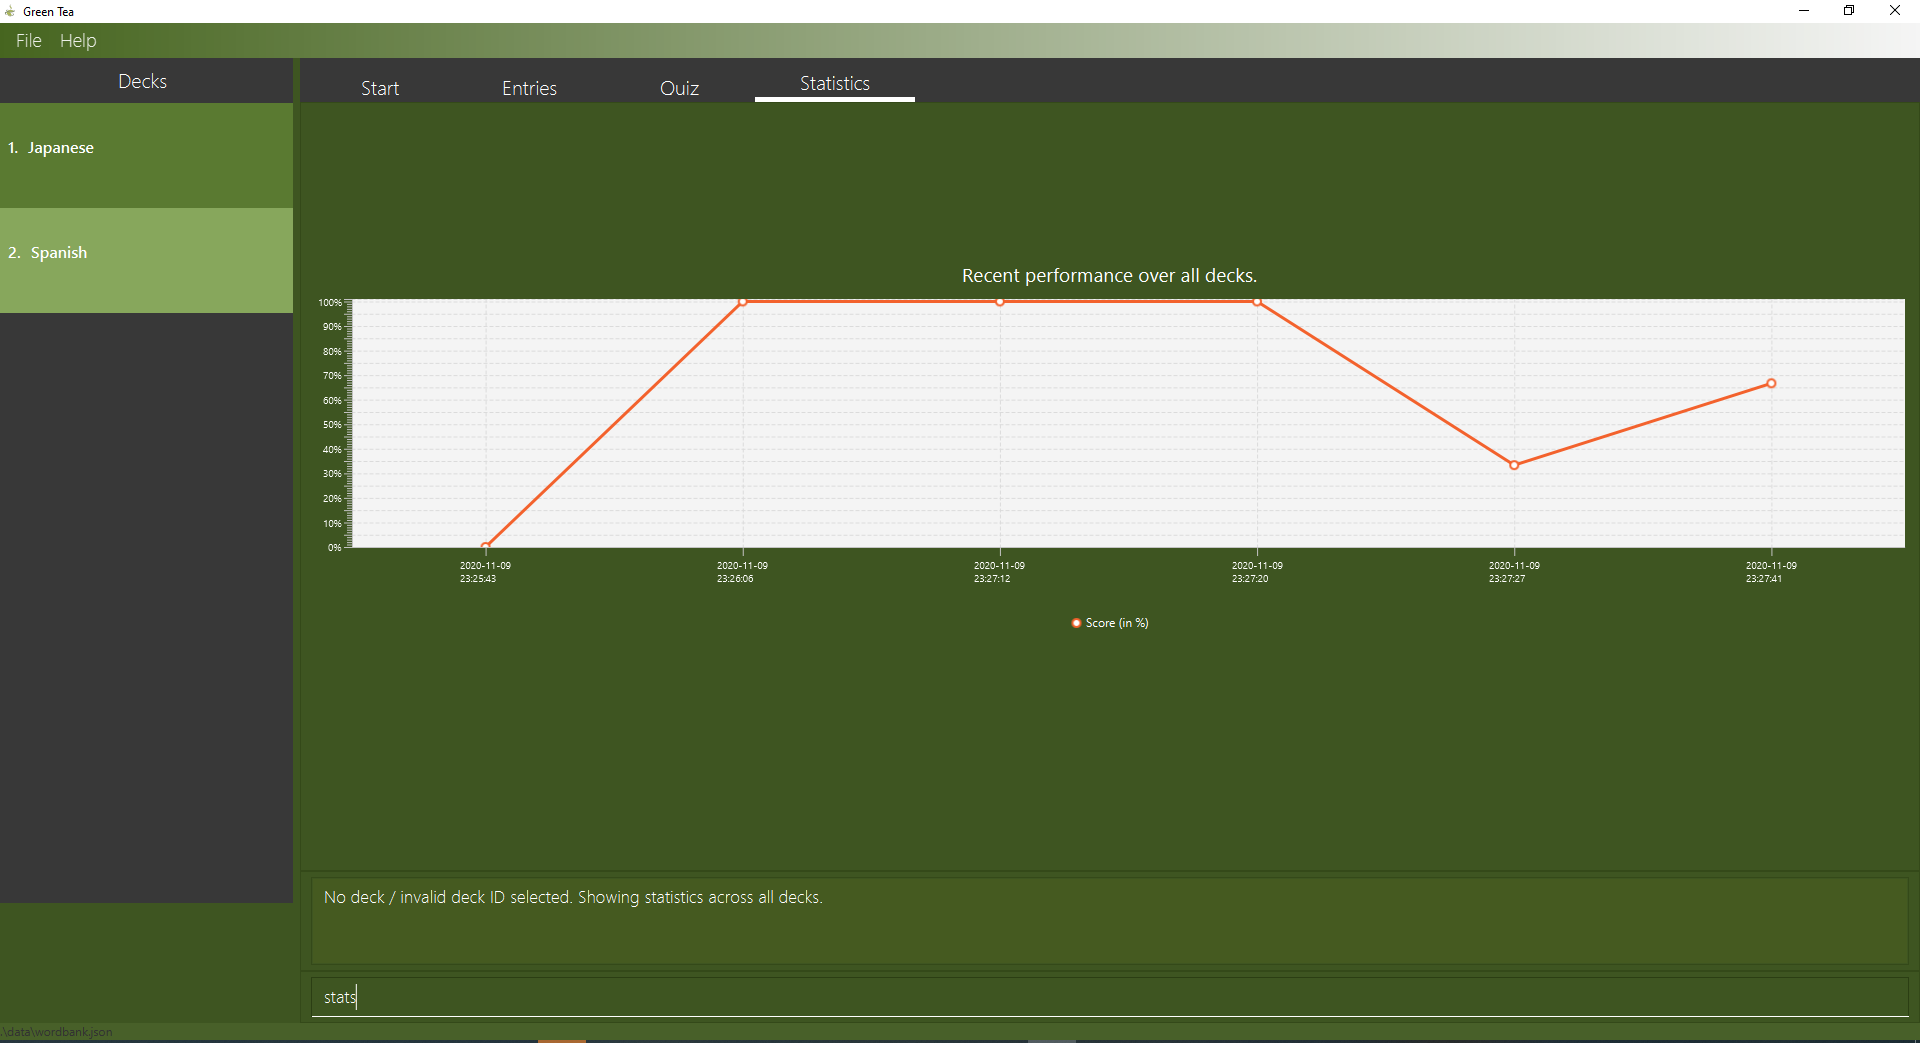 Green Tea
File Help
Decks
Start Entries Quiz Statistics
1. Japanese
2. Spanish
Recent performance over all decks.
100%
90%
80%
70%
60%
50%
40%
30%
20%
10%
0%
2020-11-09 2020-11-09 2020-11-09 2020-11-09 2020-11-09 2020-11-09
23:25:43 23:26:06 23:27:12 23:27:20 23:27:27 23:27:41
Score (in %)
No deck / invalid deck ID selected. Showing statistics across all decks.
stats
.\data\wordbank.json